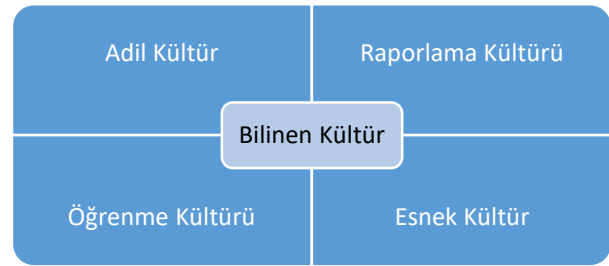 Adil Kültür
Raporlama Kültürü
Bilinen Kültür
Öğrenme Kültürü
Esnek Kültür